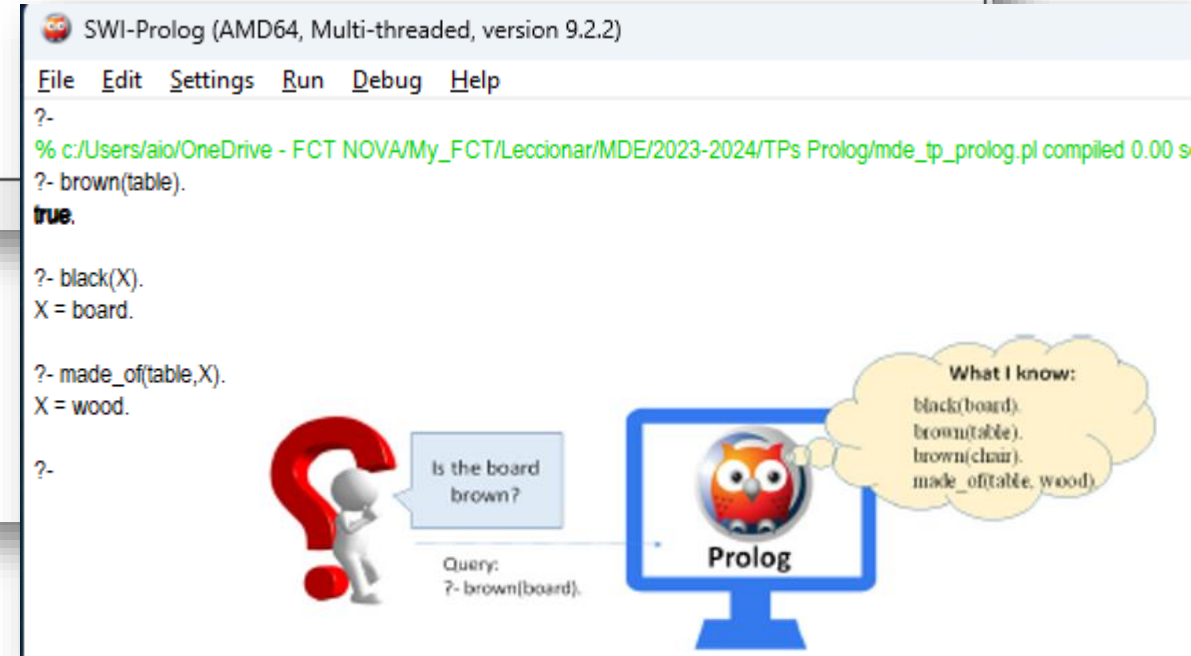 SWI-Prolog (AMD64, Multi-threaded, version 9.2.2)
File Edit Settings Run Debug Help
?-
% c:/Users/aio/OneDrive - FCT NOVA/My_FCT/Leccionar/MDE/2023-2024/TPs Prolog/mde_tp_prolog.pl compiled 0.00 s
?- brown(table).
true.
?- black(X).
X = board.
?- made_of(table,X).
X = wood.
?-
Is the board
brown?
Query:
?- brown(board).
Prolog
What I know:
black(board).
brown(table).
brown(chair).
made_of(table, wood).